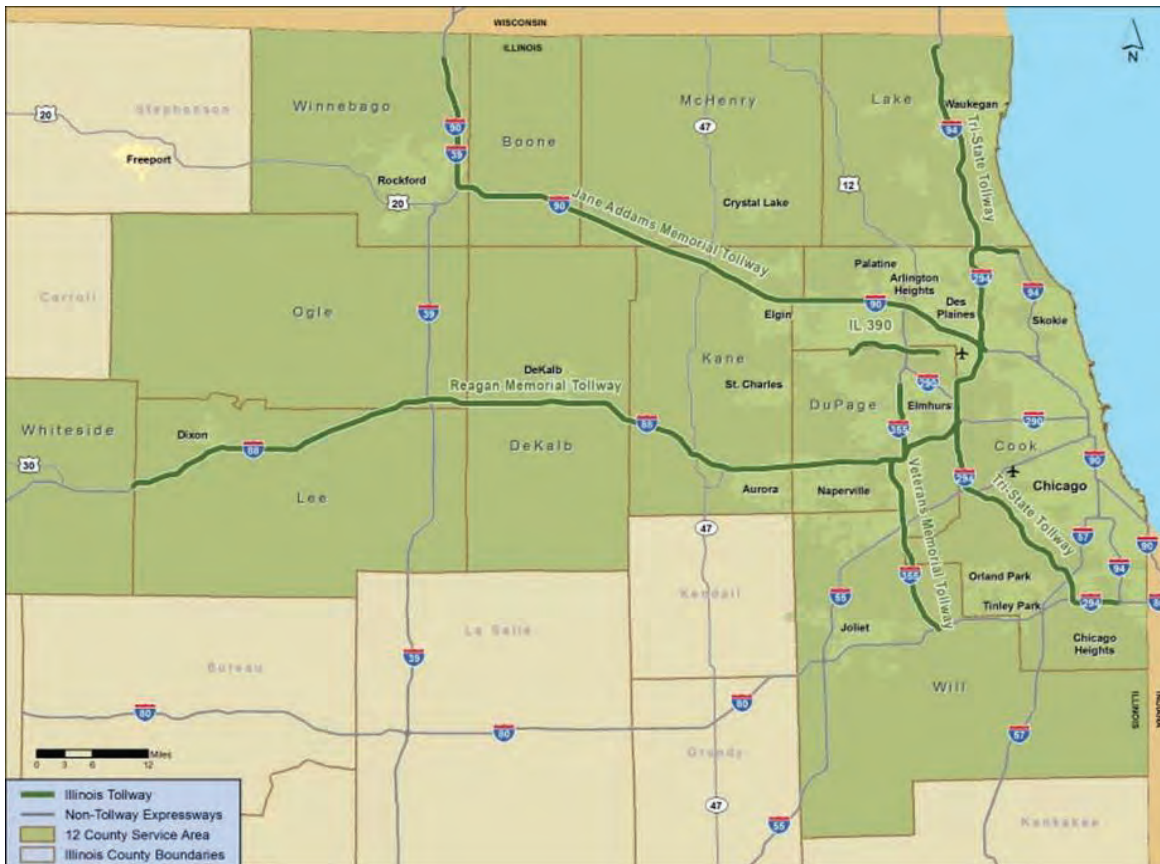 WISCONSIN
ILLINOIS
N
Stephenson
Winnebago
Boone
McHenry
Lake
Waukegan
20
Freeport
90
39
47
94
Tri-State Tollway
12
Rockford
20
90
Jane Addams Memorial Tollway
Crystal Lake
Carroll
Ogle
39
Palatine
Arlington
Heights
294
94
Elgin
90
Des
Plaines
Skokie
IL 390
Kane
DeKalb
Reagan Memorial Tollway
St. Charles
290
DuPage
Elmhurs
Whiteside
Dixon
88
DeKalb
88
355
290
Cook
90
30
Lee
Aurora
Naperville
Veterans Memorial Tollway
294
Tri-State Tollway
Chicago
47
57
90
94
Kendall
55
355
Orland Park
Tinley Park
294
La Salle
Joliet
Chicago
Heights
Bureau
39
Will
80
80
80
Grundy
57
ILLINOIS
INDIANA
Miles
0 3 6 12
47
55
Kankakee
Illinois Tollway
Non-Tollway Expressways
12 County Service Area
Illinois County Boundaries